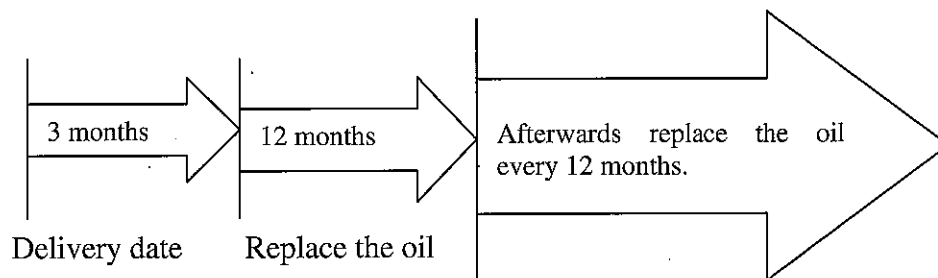 3 months
12 months
Afterwards replace the oil
every 12 months.
Delivery date
Replace the oil